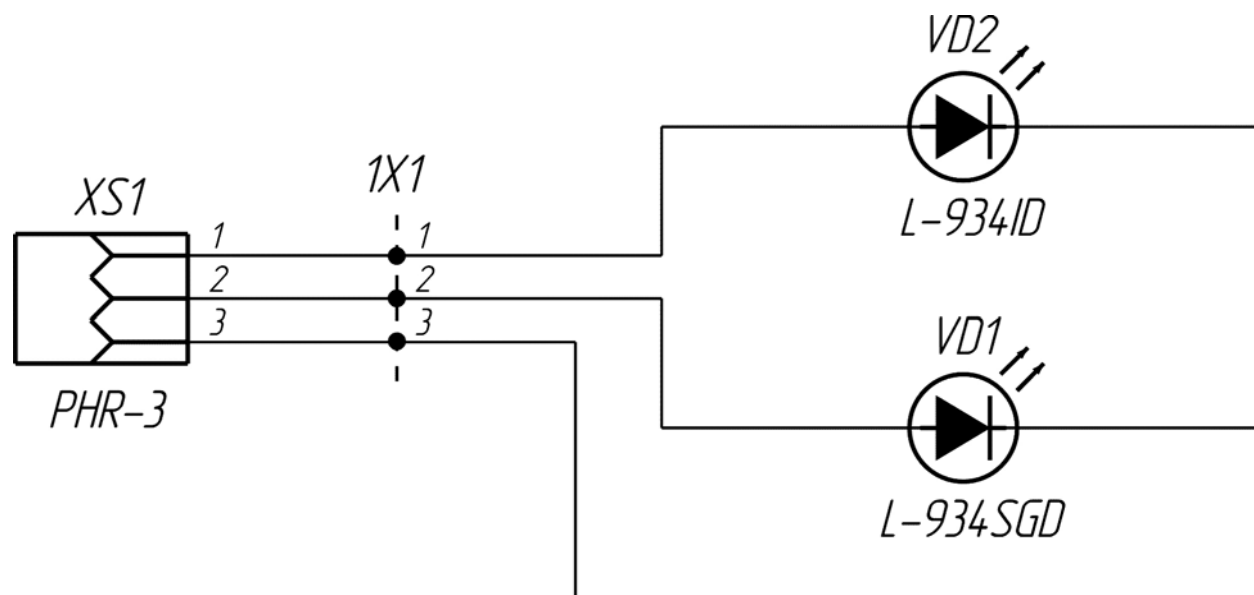 VD2
L-934ID
1X1
XS1
1 1
2 2
3 3
PHR-3
VD1
L-934SGD